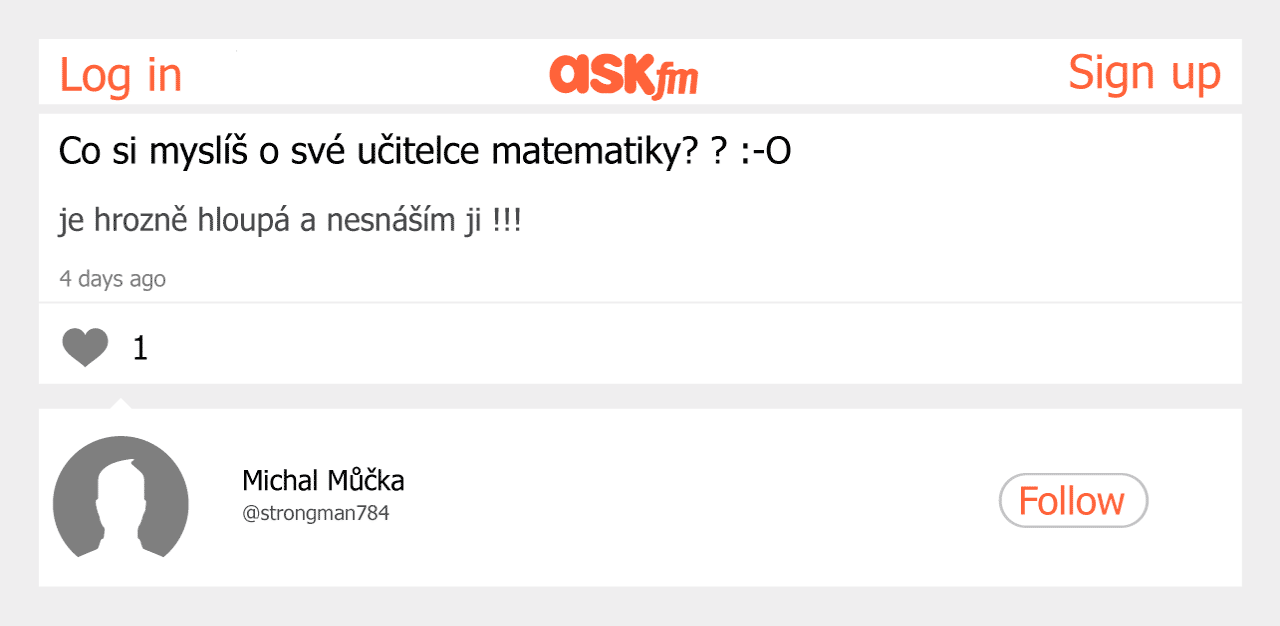 Log in
askfm
Sign up
Co si myslíš o své učitelce matematiky? ? :-O
je hrozně hloupá a nesnáším ji !!!
4 days ago
1
Michal Můčka
@strongman784
Follow